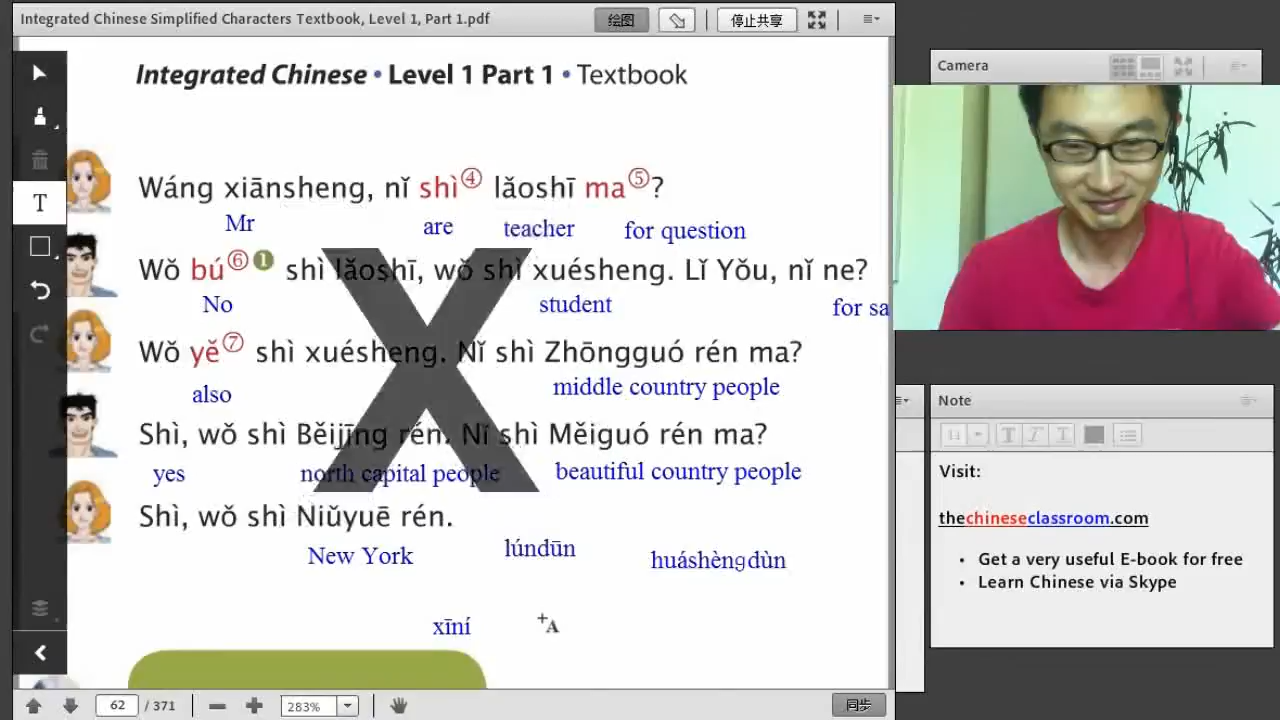 Integrated Chinese Simplified Characters Textbook, Level 1, Part 1.pdf
绘图
停止共享
Integrated Chinese • Level 1 Part 1 • Textbook
Wáng xiānsheng, nǐ shì④ lǎoshī ma⑤?
Mr are teacher for question
Wǒ bú⑥❶ shì lǎoshī, wǒ shì xuésheng. Lǐ Yǒu, nǐ ne?
No student for sa
Wǒ yě⑦ shì xuésheng. Nǐ shì Zhōngguó rén ma?
also middle country people
Shì, wǒ shì Běijīng rén. Nǐ shì Měiguó rén ma?
yes north capital people beautiful country people
Shì, wǒ shì Niǔyuē rén.
New York lúndūn huáshèngdùn
xīní
X
T
A
62 / 371
283%
同步
Camera
Note
11 T T T
Visit:
thechineseclassroom.com
• Get a very useful E-book for free
• Learn Chinese via Skype